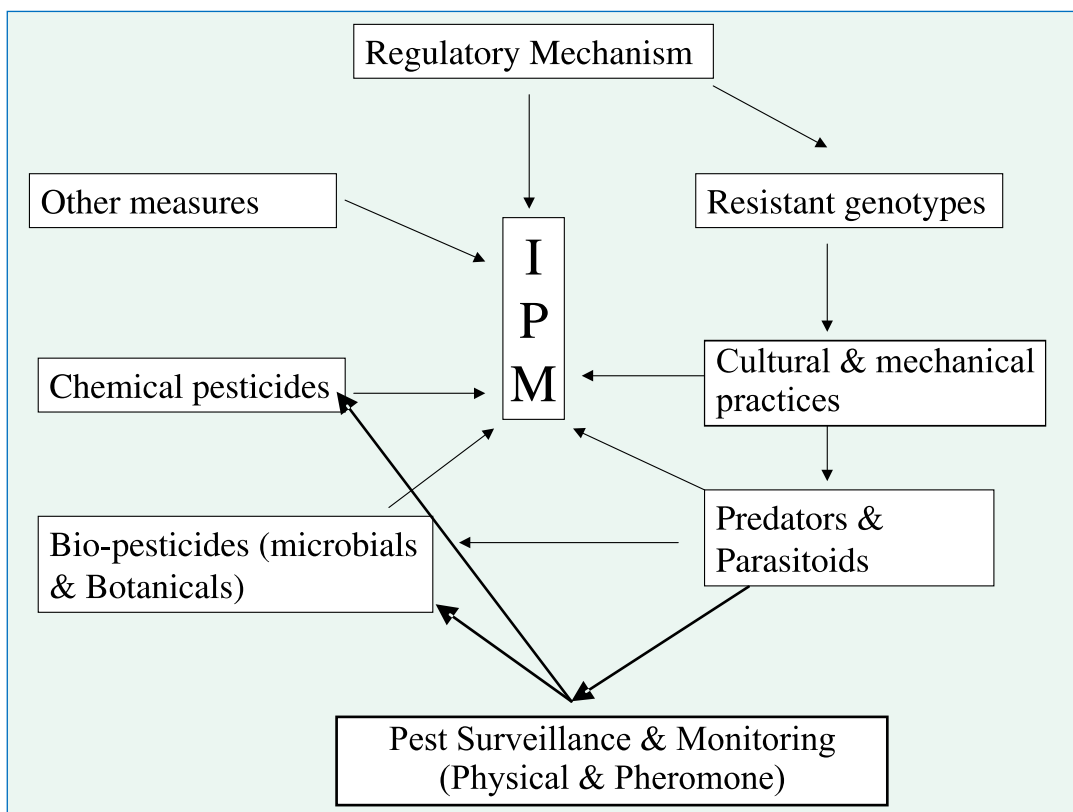 Regulatory Mechanism
Other measures
Resistant genotypes
I
P
M
Chemical pesticides
Cultural & mechanical
practices
Bio-pesticides (microbials
& Botanicals)
Predators &
Parasitoids
Pest Surveillance & Monitoring
(Physical & Pheromone)